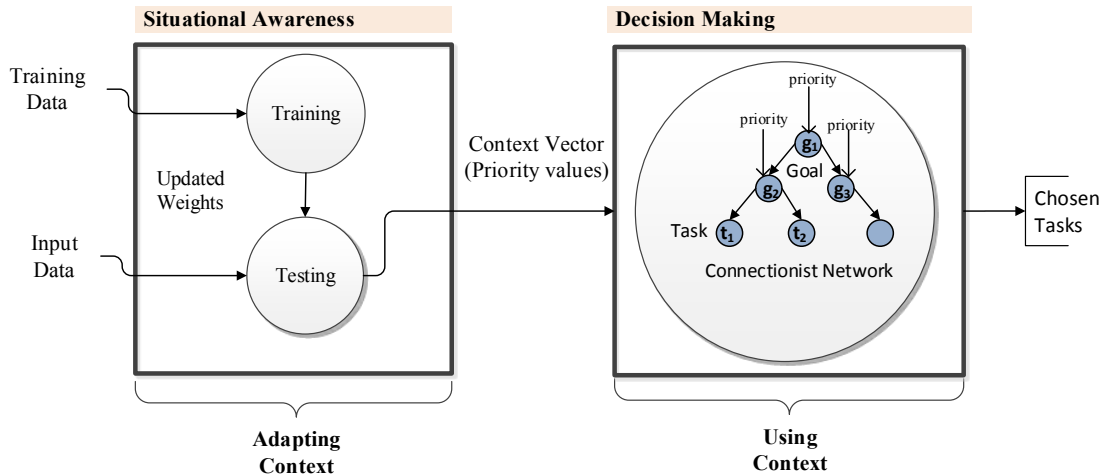 Situational Awareness
Training
Data
Training
Updated
Weights
Input
Data
Testing
Adapting
Context
Context Vector
(Priority values)
Decision Making
priority
priority
priority
g1
Goal
g2
g3
Task
t1
t2
Connectionist Network
Using
Context
Chosen
Tasks